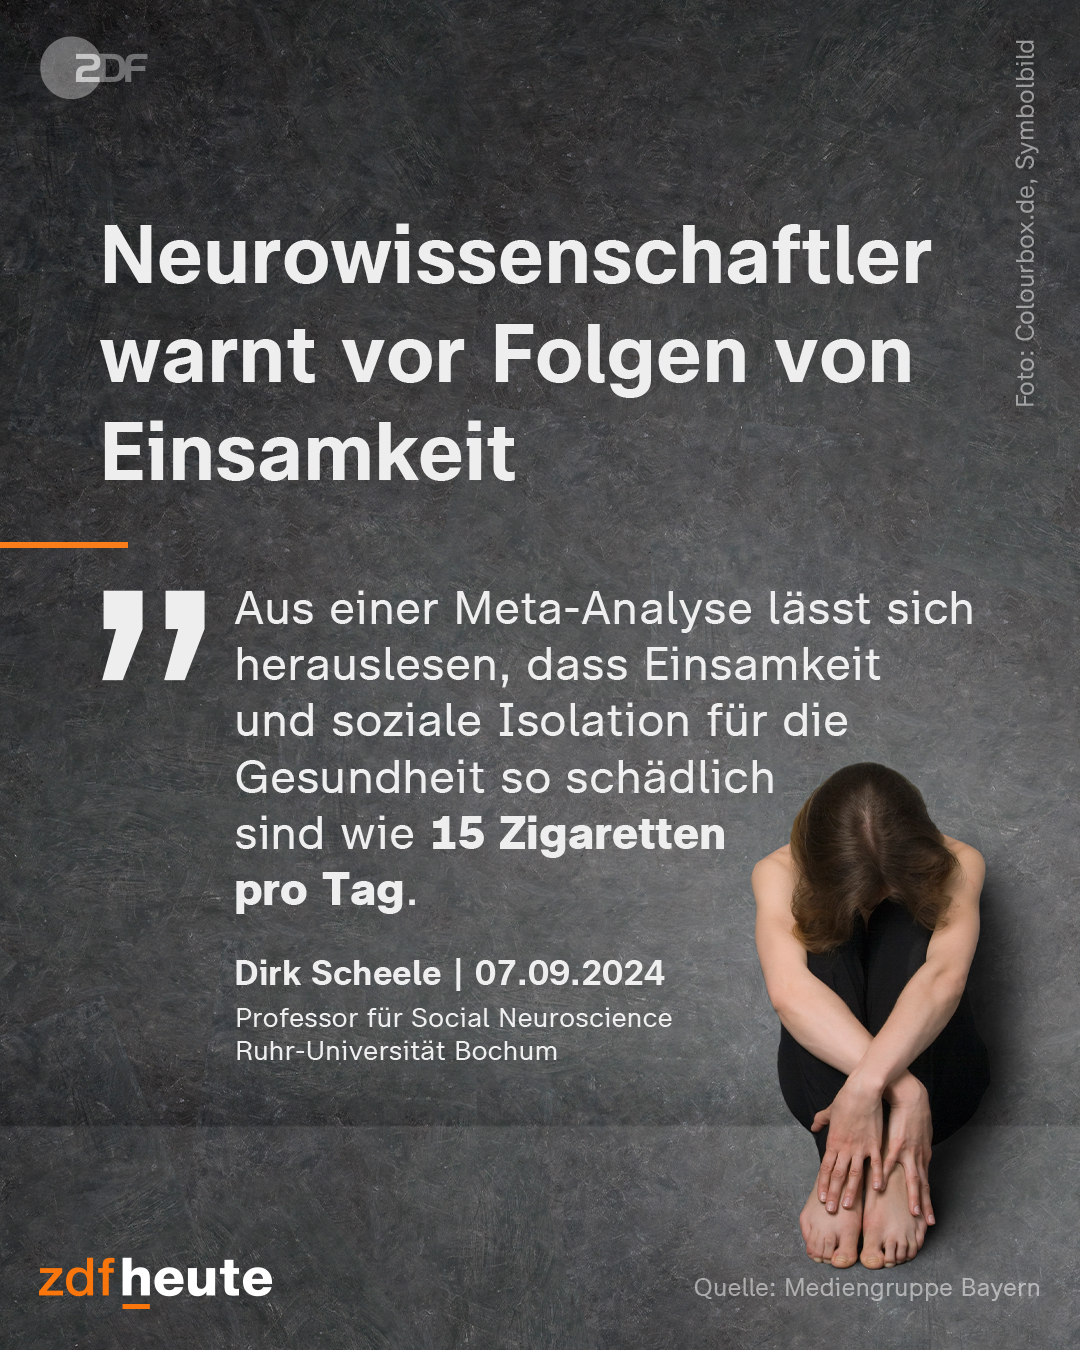 ZDF
Foto: Colourbox.de, Symbolbild
Neurowissenschaftler
warnt vor Folgen von
Einsamkeit
” Aus einer Meta-Analyse lässt sich
herauslesen, dass Einsamkeit
und soziale Isolation für die
Gesundheit so schädlich
sind wie 15 Zigaretten
pro Tag.
Dirk Scheele | 07.09.2024
Professor für Social Neuroscience
Ruhr-Universität Bochum
zdfheute
Quelle: Mediengruppe Bayern